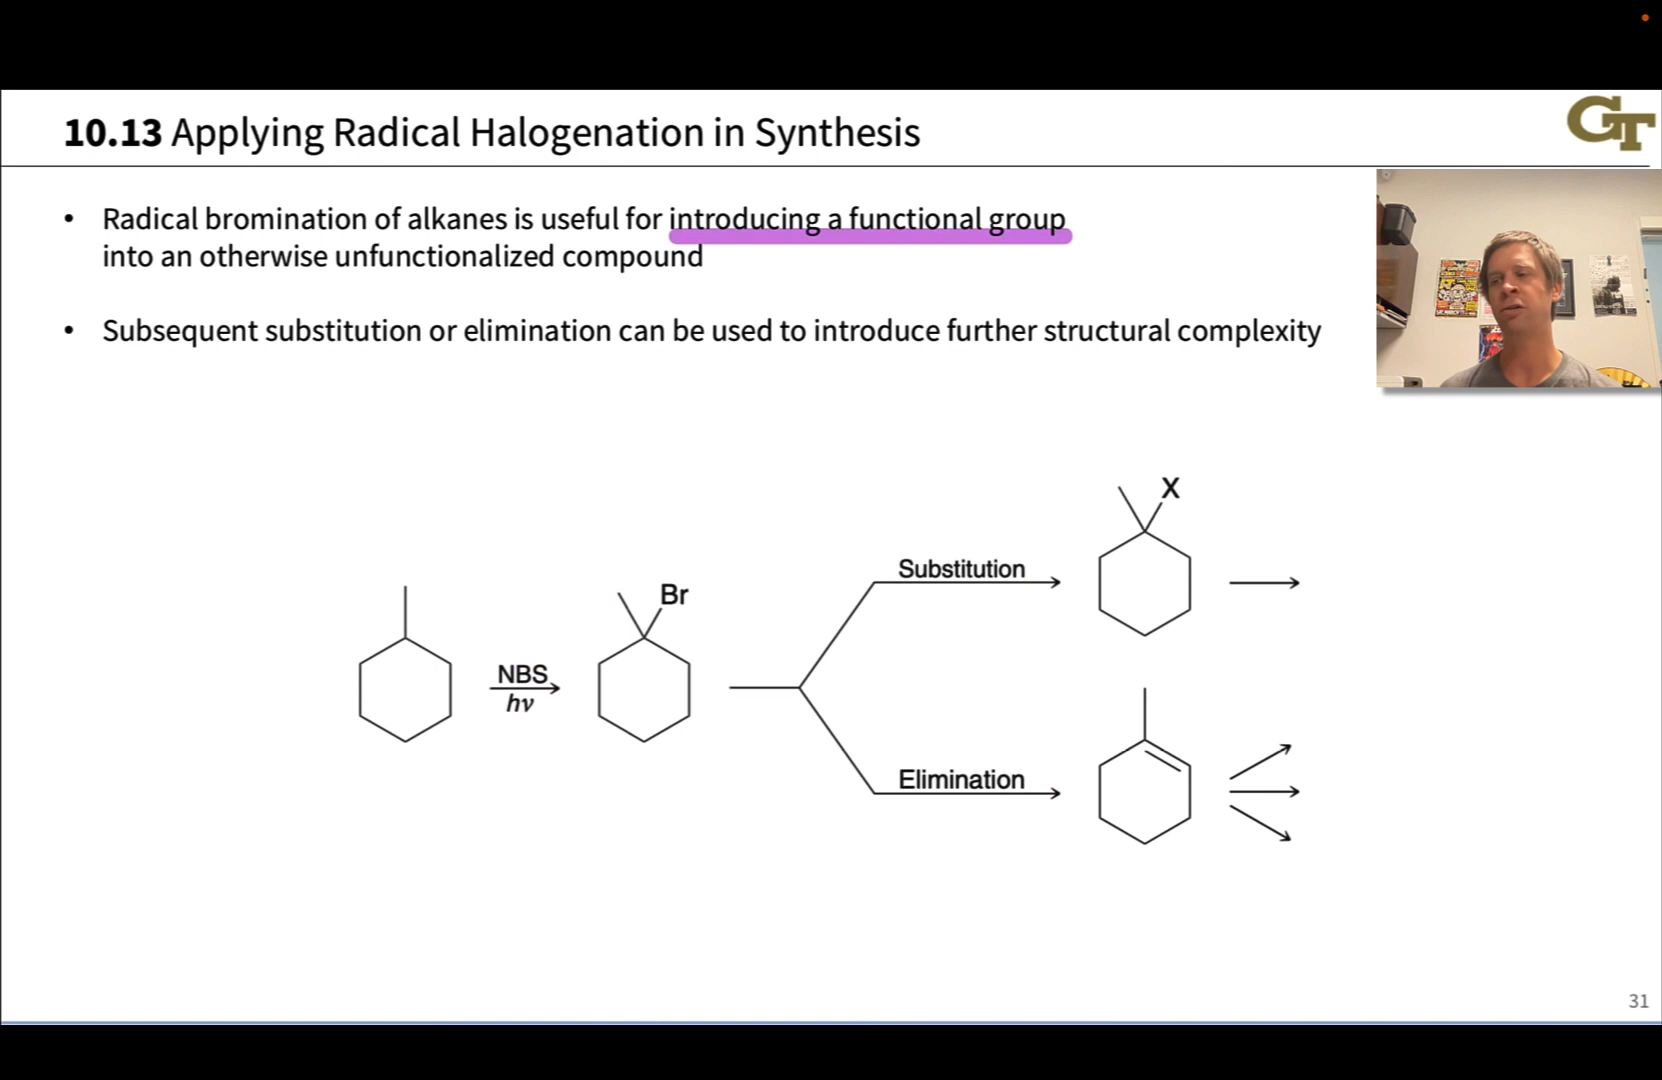 10.13 Applying Radical Halogenation in Synthesis
GT
• Radical bromination of alkanes is useful for introducing a functional group
into an otherwise unfunctionalized compound
• Subsequent substitution or elimination can be used to introduce further structural complexity
X
Substitution
Br
NBS
hν
Elimination
31